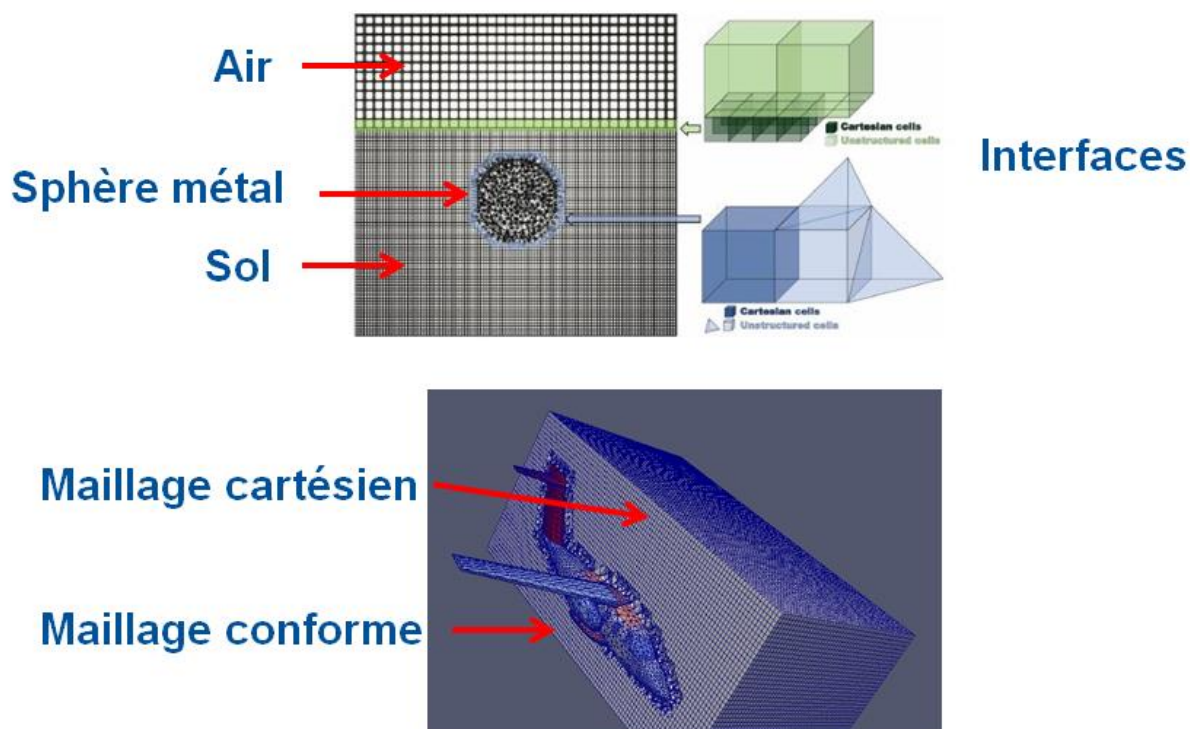 Air
Cartesian cells
Unstructured cells
Interfaces
Sphère métal
Sol
Cartesian cells
Unstructured cells
Maillage cartésien
Maillage conforme